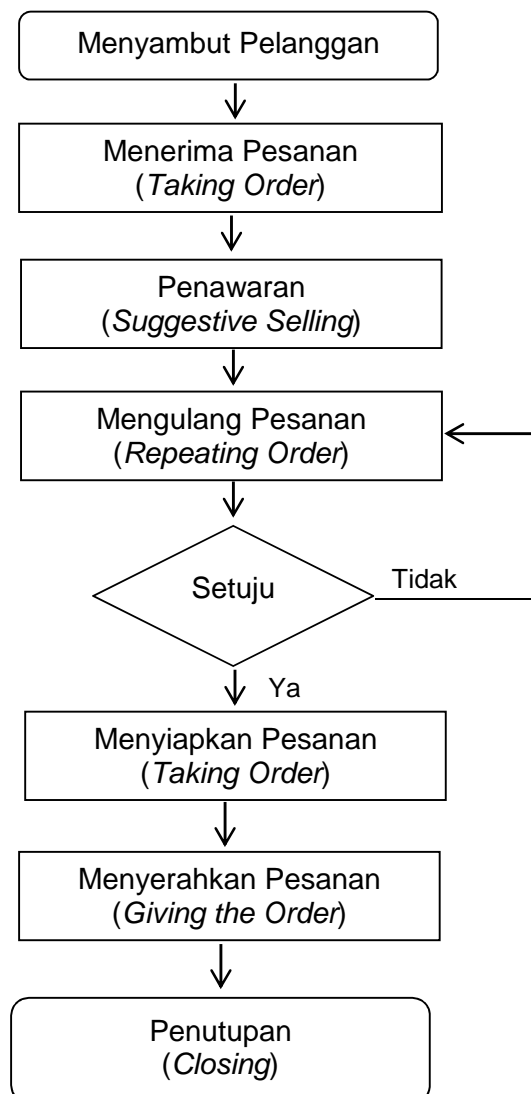 Menyambut Pelanggan
Menerima Pesanan
(Taking Order)
Penawaran
(Suggestive Selling)
Mengulang Pesanan
(Repeating Order)
Setuju
Tidak
Ya
Menyiapkan Pesanan
(Taking Order)
Menyerahkan Pesanan
(Giving the Order)
Penutupan
(Closing)